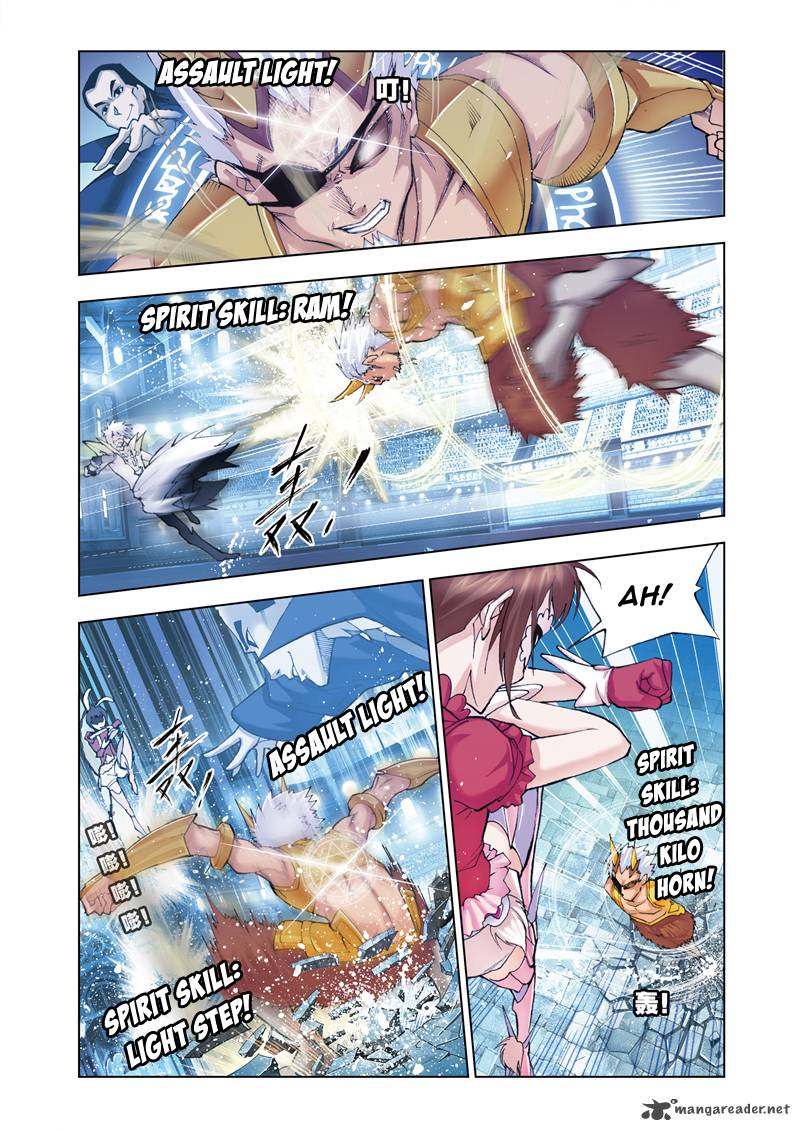 ASSAULT LIGHT!
叮!
Pho
SPIRIT SKILL: RAM!
轰!
AH!
ASSAULT LIGHT!
轰!
嘭!
嘭!
嘭!
嘭!
SPIRIT SKILL:
LIGHT STEP!
SPIRIT
SKILL:
THOUSAND
KILO
HORN!
轰!
mangareader.net